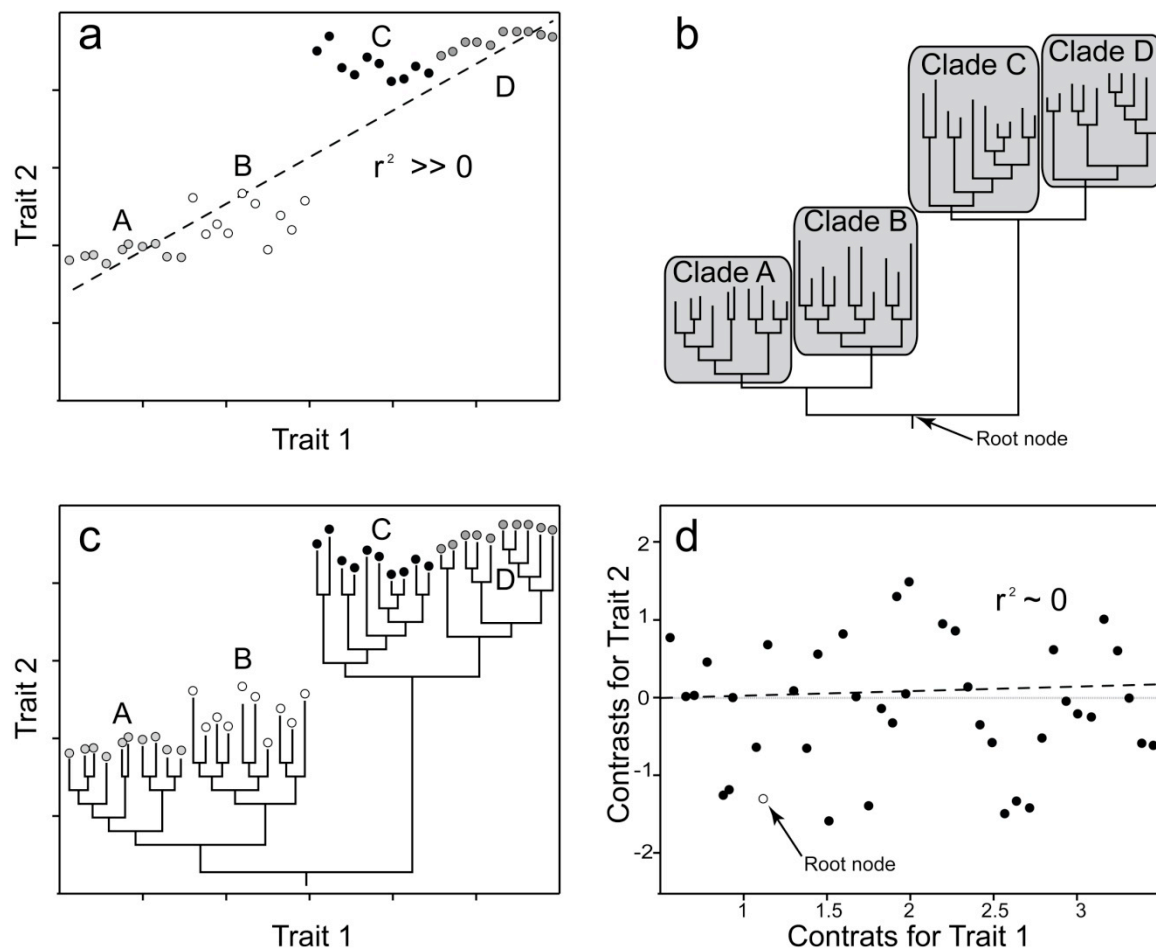 a
C
D
B
r² >> 0
A
Trait 2
Trait 1
b
Clade C
Clade D
Clade B
Clade A
Root node
c
C
D
B
A
Trait 2
Trait 1
d
2
r² ~ 0
1
0
-1
-2
Root node
Contrasts for Trait 2
1 1.5 2 2.5 3
Contrats for Trait 1